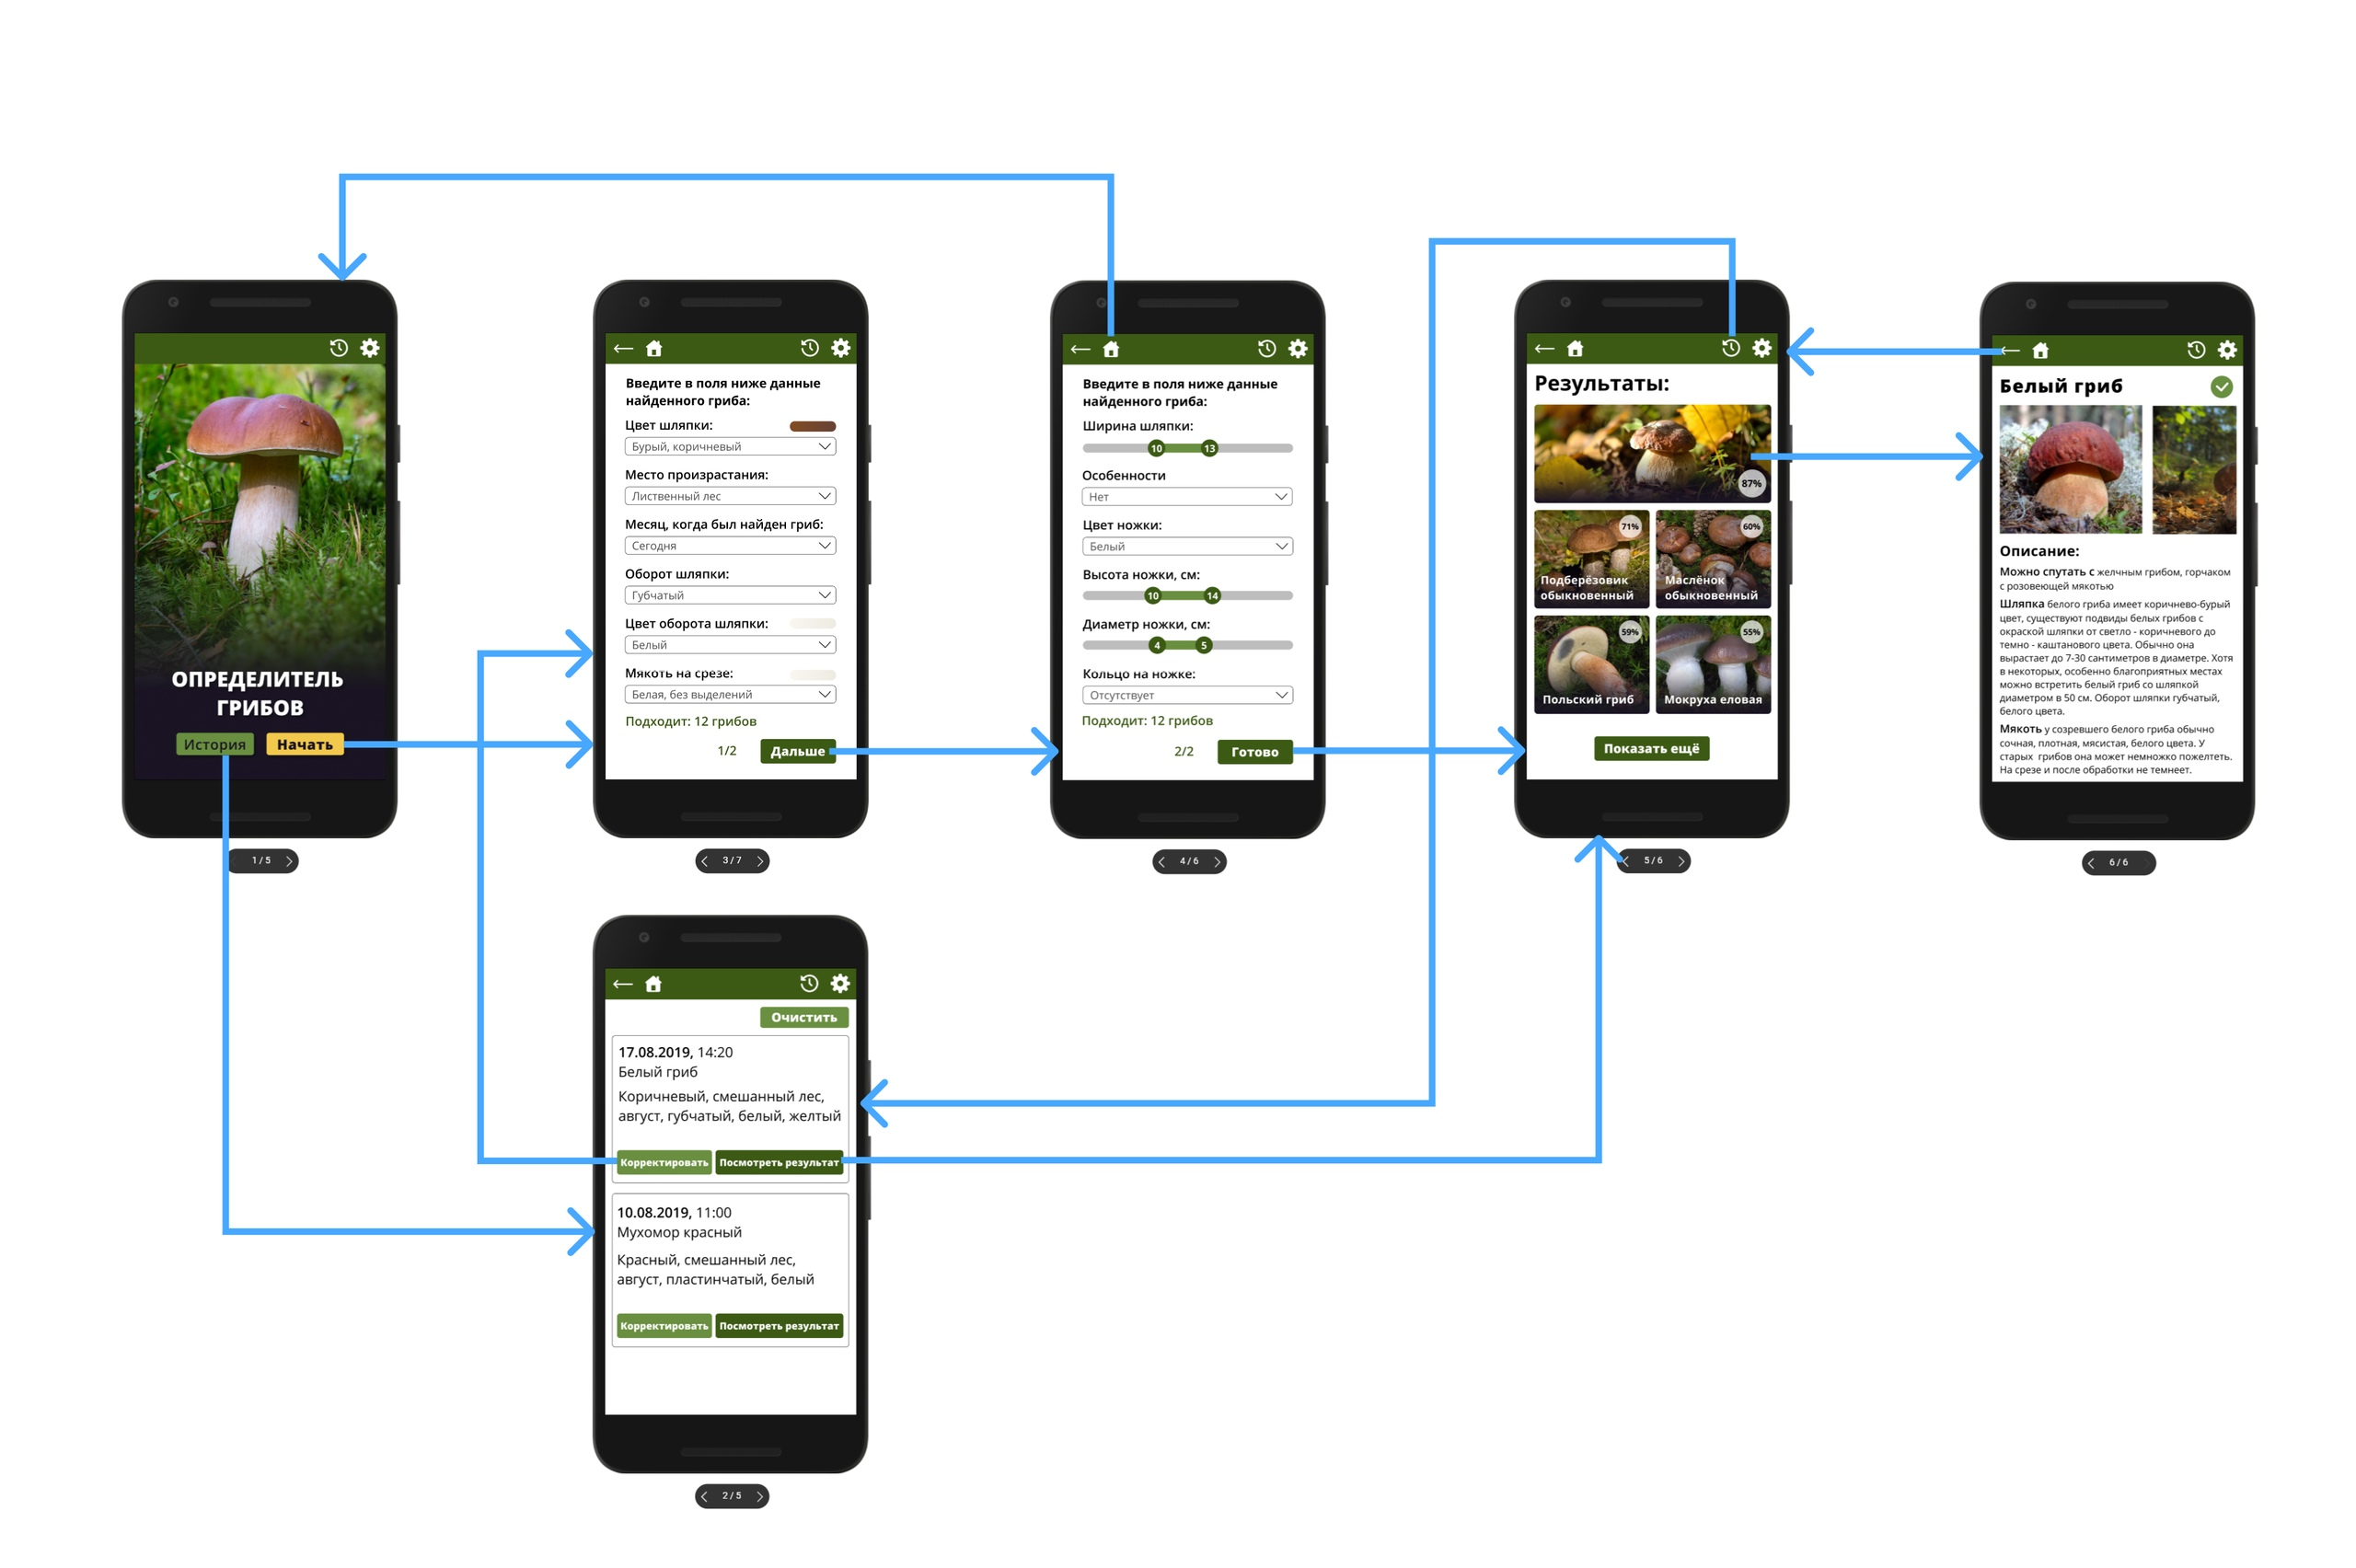 ОПРЕДЕЛИТЕЛЬ
ГРИБОВ
История
Начать
1 / 5
Введите в поля ниже данные
найденного гриба:
Цвет шляпки:
Бурый, коричневый
Место произрастания:
Лиственный лес
Месяц, когда был найден гриб:
Сегодня
Оборот шляпки:
Губчатый
Цвет оборота шляпки:
Белый
Мякоть на срезе:
Белая, без выделений
Подходит: 12 грибов
1/2
Дальше
3 / 7
Введите в поля ниже данные
найденного гриба:
Ширина шляпки:
10
13
Особенности
Нет
Цвет ножки:
Белый
Высота ножки, см:
10
14
Диаметр ножки, см:
4
5
Кольцо на ножке:
Отсутствует
Подходит: 12 грибов
2/2
Готово
4 / 6
Результаты:
87%
71%
Подберёзовик
обыкновенный
60%
Маслёнок
обыкновенный
59%
Польский гриб
55%
Мокруха еловая
Показать ещё
5 / 6
Белый гриб
Описание:
Можно спутать с желчным грибом, горчаком
с розовеющей мякотью
Шляпка белого гриба имеет коричнево-бурый
цвет, существуют подвиды белых грибов с
окраской шляпки от светло - коричневого до
темно - каштанового цвета. Обычно она
вырастает до 7-30 сантиметров в диаметре. Хотя
в некоторых, особенно благоприятных местах
можно встретить белый гриб со шляпкой
диаметром в 50 см. Оборот шляпки губчатый,
белого цвета.
Мякоть у созревшего белого гриба обычно
сочная, плотная, мясистая, белого цвета. У
старых грибов она может немножко пожелтеть.
На срезе и после обработки не темнеет.
6 / 6
Очистить
17.08.2019, 14:20
Белый гриб
Коричневый, смешанный лес,
август, губчатый, белый, желтый
Корректировать
Посмотреть результат
10.08.2019, 11:00
Мухомор красный
Красный, смешанный лес,
август, пластинчатый, белый
Корректировать
Посмотреть результат
2 / 5